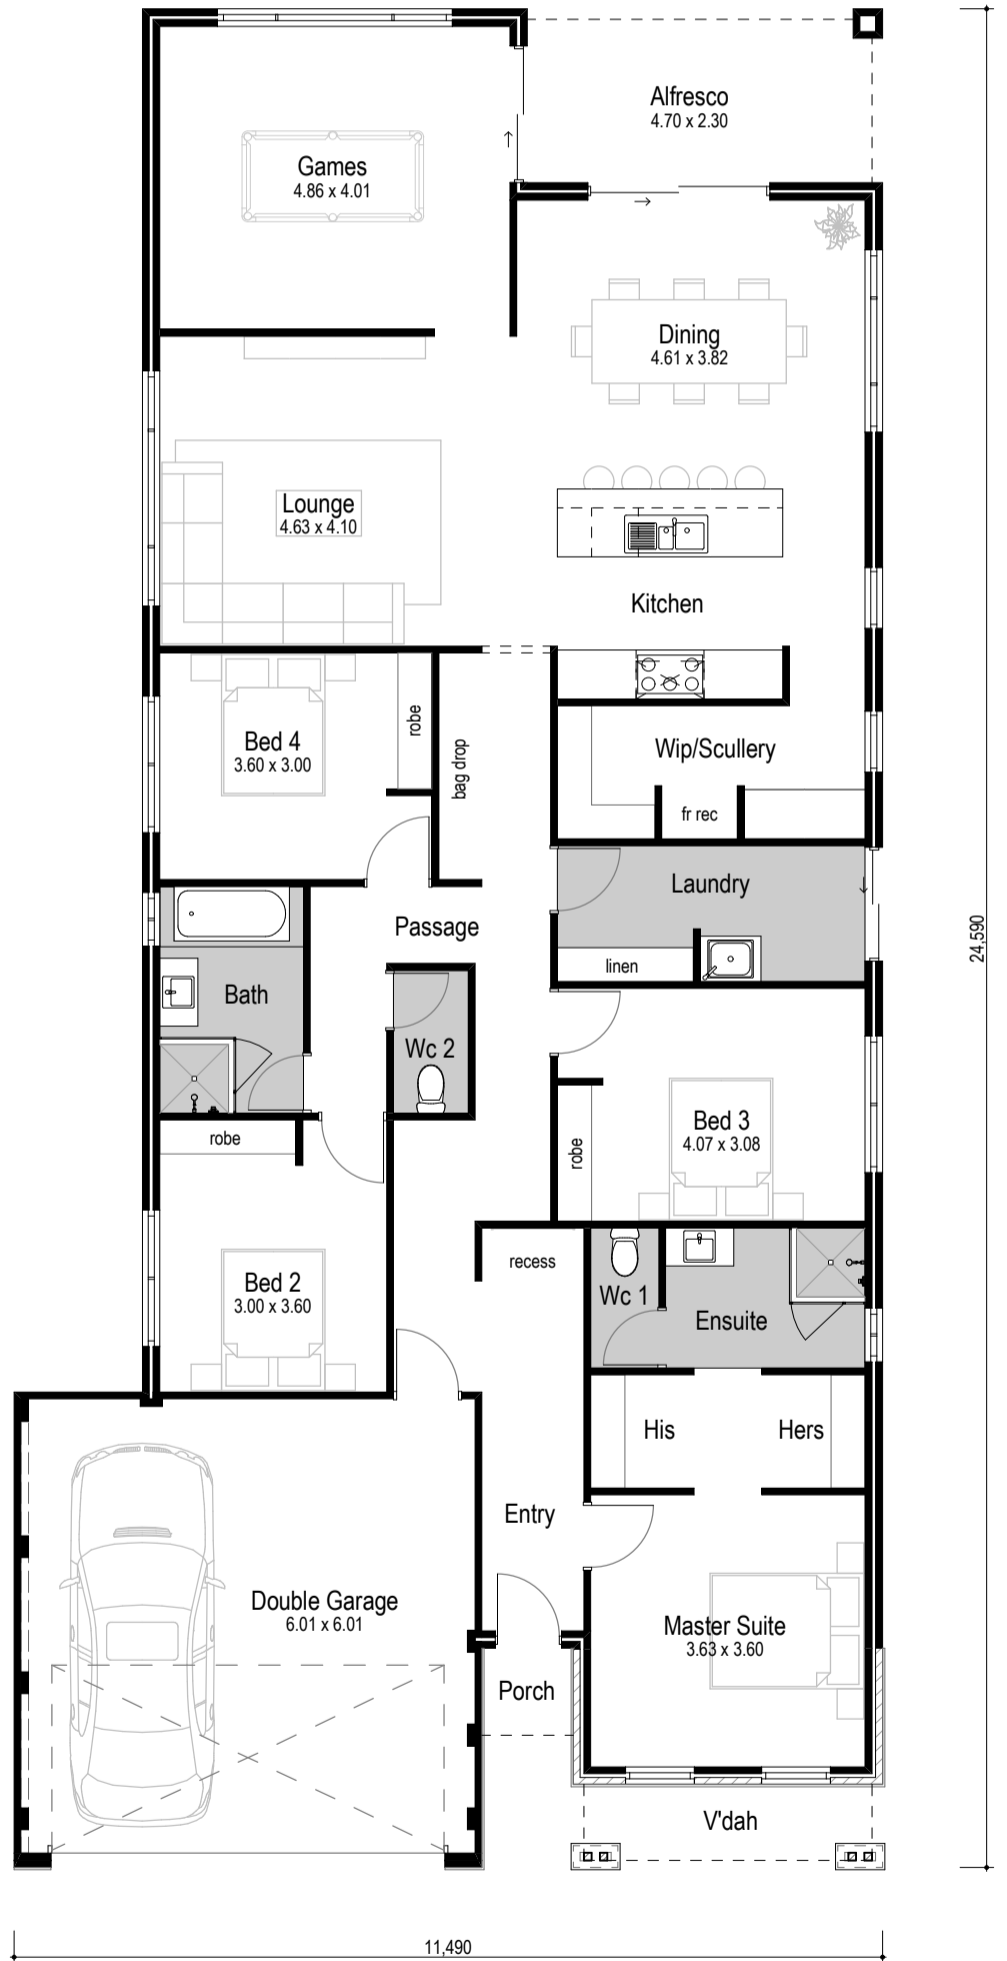 Alfresco
4.70 x 2.30
Games
4.86 x 4.01
Dining
4.61 x 3.82
Lounge
4.63 x 4.10
Kitchen
Bed 4
3.60 x 3.00
robe
bag drop
Wip/Scullery
fr rec
Laundry
Passage
linen
24,590
Bath
Wc 2
Bed 3
4.07 x 3.08
robe
robe
recess
Bed 2
3.00 x 3.60
Wc 1
Ensuite
His
Hers
Entry
Double Garage
6.01 x 6.01
Master Suite
3.63 x 3.60
Porch
V'dah
11,490